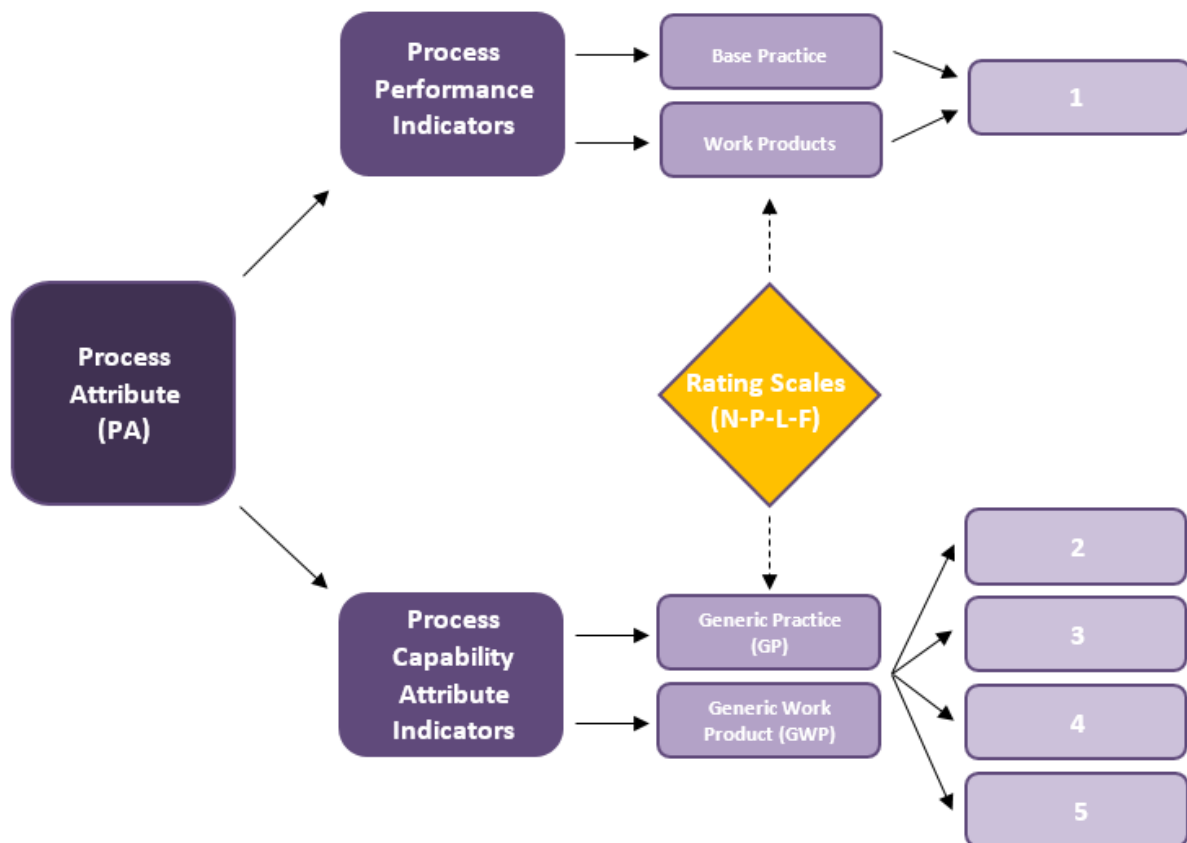 Process
Performance
Indicators
Base Practice
Work Products
1
Process
Attribute
(PA)
Rating Scales
(N-P-L-F)
Process
Capability
Attribute
Indicators
Generic Practice
(GP)
Generic Work
Product (GWP)
2
3
4
5